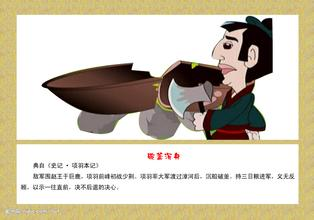 破釜沉舟
典自《史记·项羽本记》
敌军围赵王于巨鹿，项羽前峰初战少利，项羽率大军渡过漳河后，沉船破釜，持三日粮进军，义无反
顾，以示一往直前，决不后退的决心。